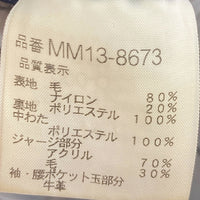 品番 MM13-8673
品質表示
表地 毛 80%
ナイロン 20%
裏地 ポリエステル 100%
中わた
ポリエステル 100%
ジャージ部分
アクリル 70%
毛 30%
袖・腰ポケット玉部分
牛革